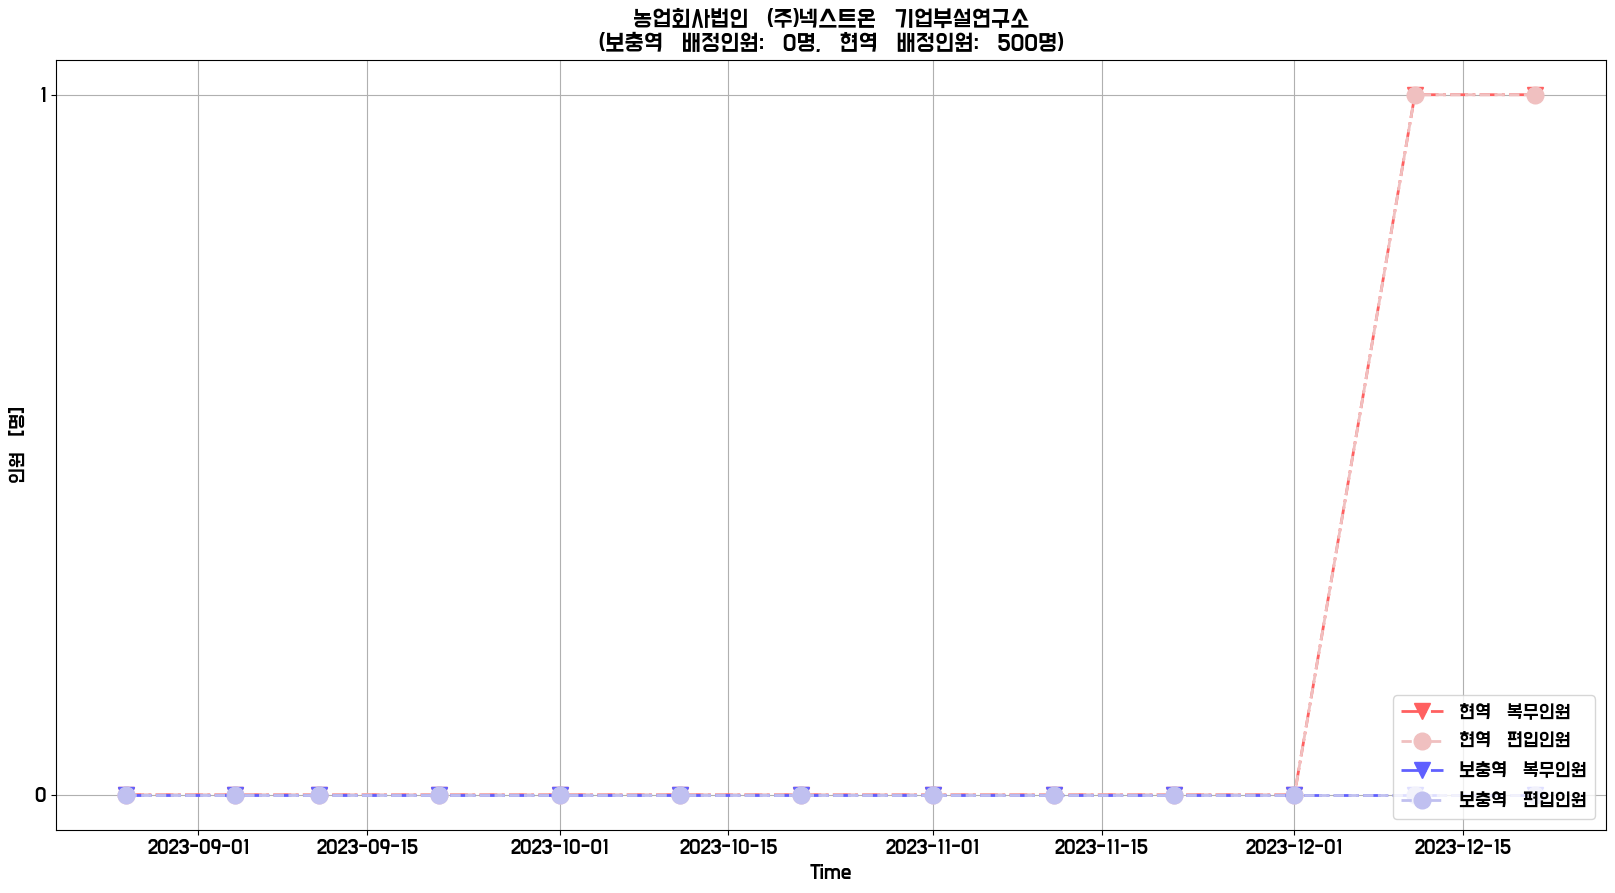 농업회사법인 (주)넥스트온 기업부설연구소
(보충역 배정인원: 0명, 현역 배정인원: 500명)
1
0
인원 [명]
2023-09-01 2023-09-15 2023-10-01 2023-10-15 2023-11-01 2023-11-15 2023-12-01 2023-12-15
Time
현역 복무인원
현역 편입인원
보충역 복무인원
보충역 편입인원